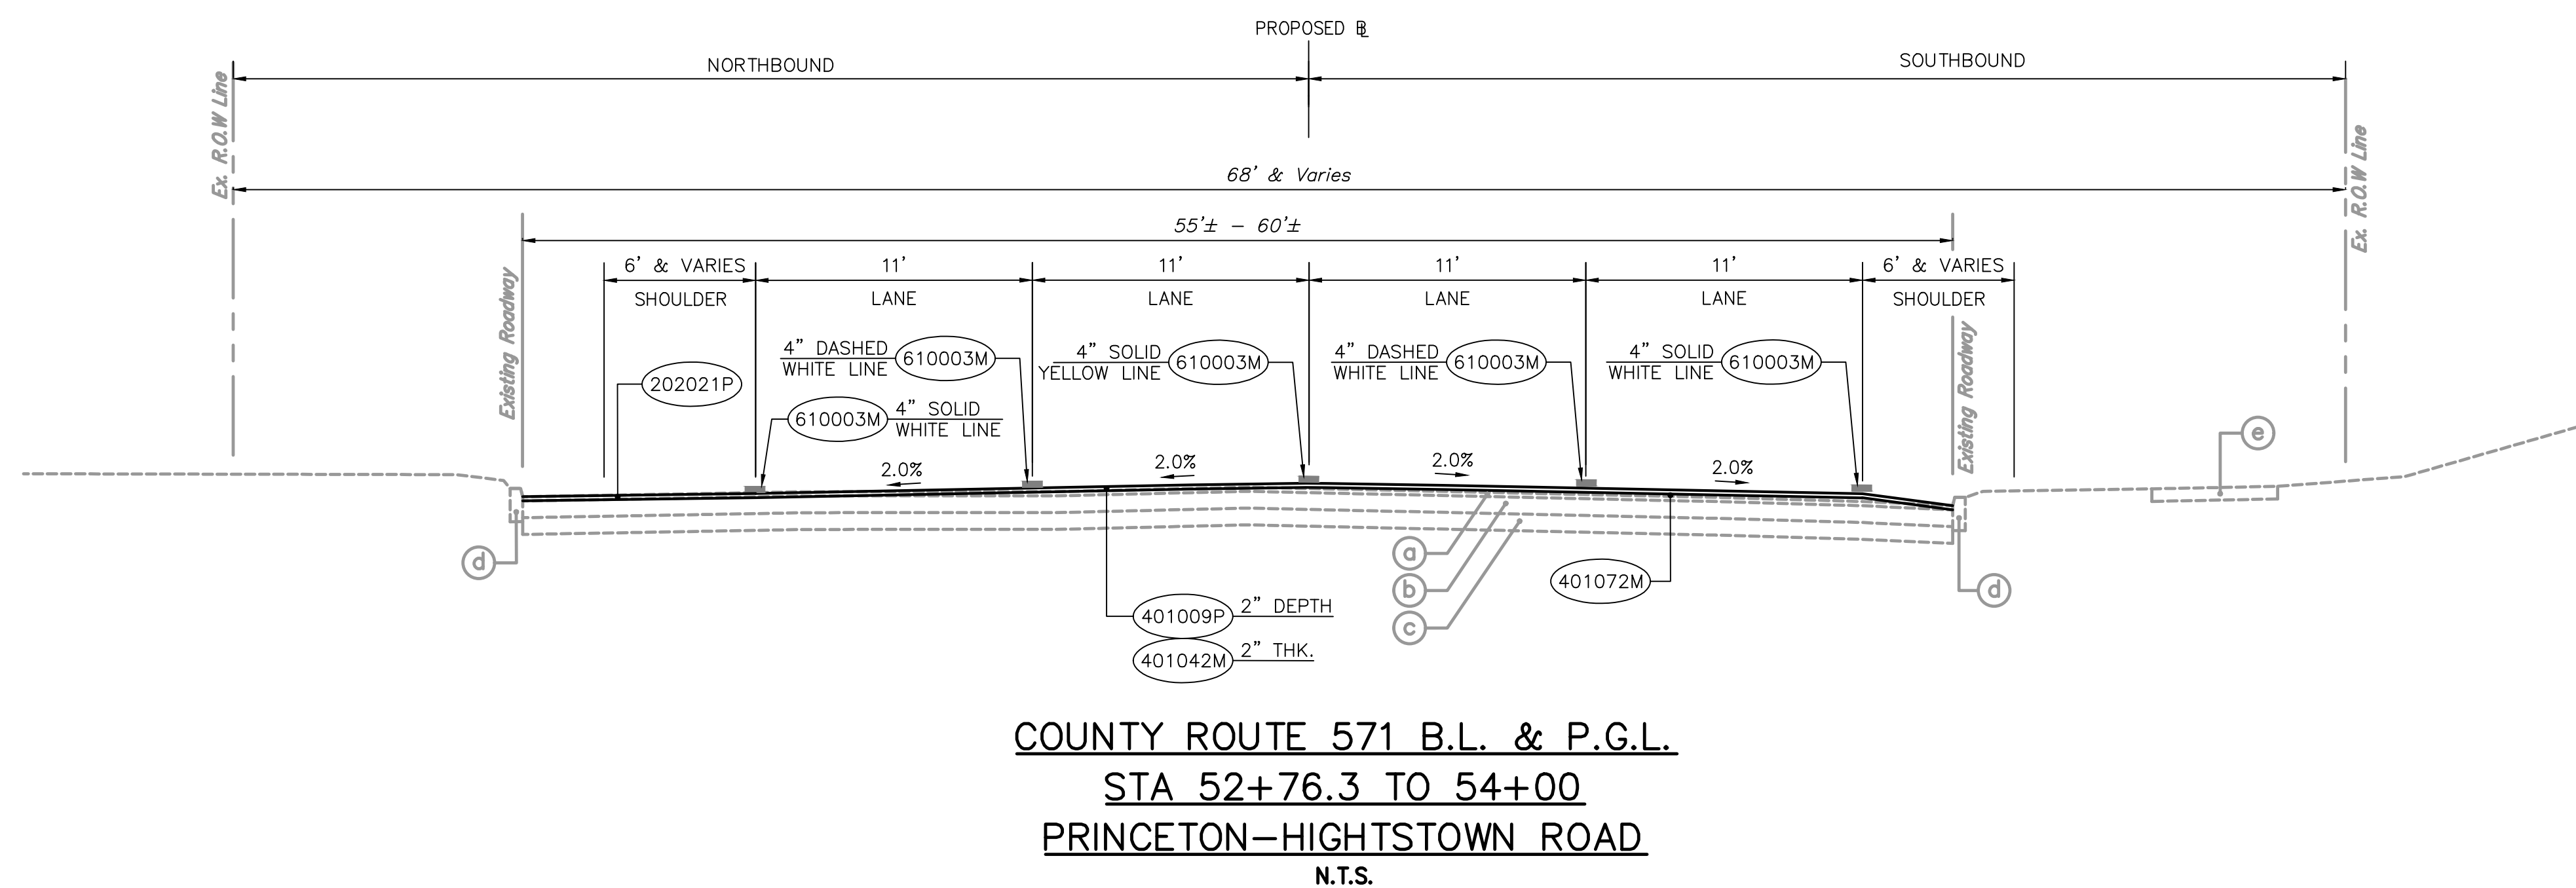 PROPOSED BL
NORTHBOUND
SOUTHBOUND
Ex. R.O.W Line
Ex. R.O.W Line
68' & Varies
55'± - 60'±
6' & VARIES
11'
11'
11'
11'
6' & VARIES
SHOULDER
LANE
LANE
LANE
LANE
SHOULDER
Existing Roadway
Existing Roadway
4" DASHED
WHITE LINE
610003M
4" SOLID
YELLOW LINE
610003M
4" DASHED
WHITE LINE
610003M
4" SOLID
WHITE LINE
610003M
202021P
610003M
4" SOLID
WHITE LINE
2.0%
2.0%
2.0%
2.0%
e
d
a
b
c
401072M
d
401009P
2" DEPTH
401042M
2" THK.
COUNTY ROUTE 571 B.L. & P.G.L.
STA 52+76.3 TO 54+00
PRINCETON-HIGHTSTOWN ROAD
N.T.S.